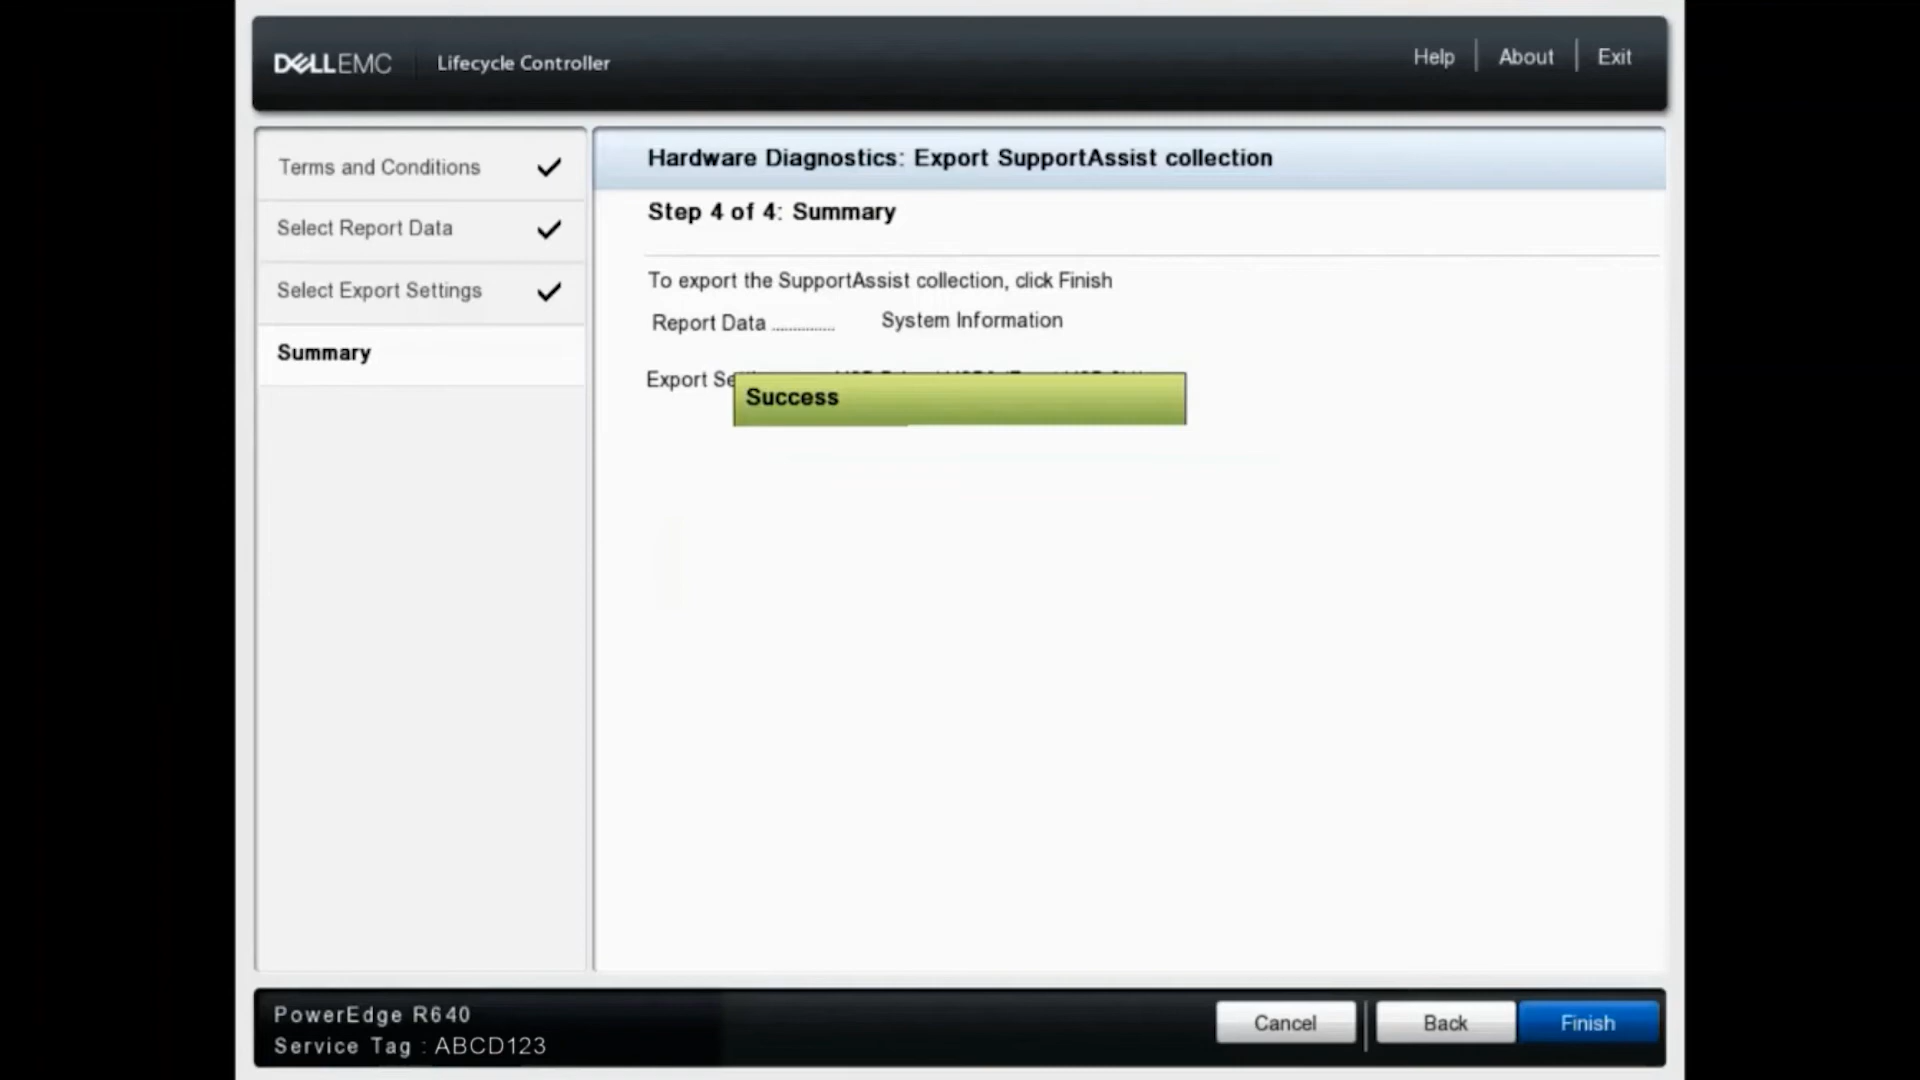 DELLEMC
Lifecycle Controller
Help
About
Exit
Terms and Conditions
Select Report Data
Select Export Settings
Summary
Hardware Diagnostics: Export SupportAssist collection
Step 4 of 4: Summary
To export the SupportAssist collection, click Finish
Report Data ............... System Information
Export
Success
PowerEdge R640
Service Tag : ABCD123
Cancel
Back
Finish